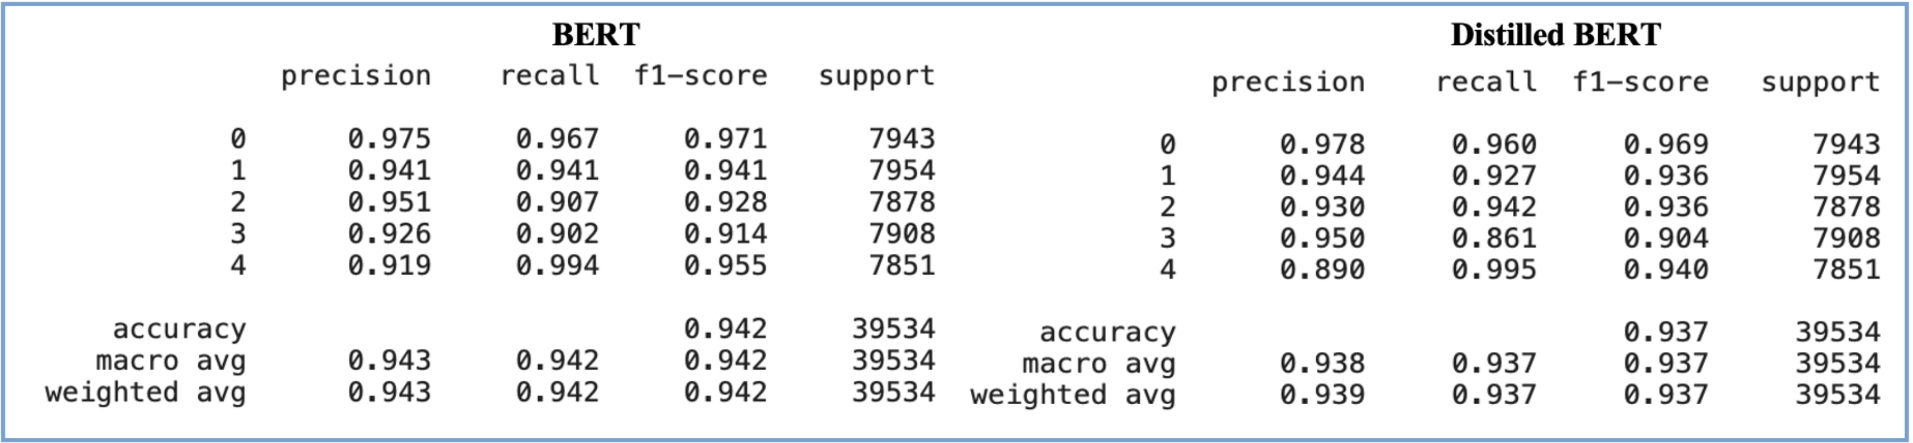 BERT
precision recall f1-score support
0 0.975 0.967 0.971 7943
1 0.941 0.941 0.941 7954
2 0.951 0.907 0.928 7878
3 0.926 0.902 0.914 7908
4 0.919 0.994 0.955 7851
accuracy 0.942 39534
macro avg 0.943 0.942 0.942 39534
weighted avg 0.943 0.942 0.942 39534
Distilled BERT
precision recall f1-score support
0 0.978 0.960 0.969 7943
1 0.944 0.927 0.936 7954
2 0.930 0.942 0.936 7878
3 0.950 0.861 0.904 7908
4 0.890 0.995 0.940 7851
accuracy 0.937 39534
macro avg 0.938 0.937 0.937 39534
weighted avg 0.939 0.937 0.937 39534